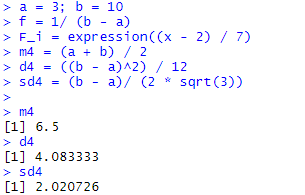 > a = 3; b = 10
> f = 1/ (b - a)
> F_i = expression((x - 2) / 7)
> m4 = (a + b) / 2
> d4 = ((b - a)^2) / 12
> sd4 = (b - a)/ (2 * sqrt(3))
>
> m4
[1] 6.5
> d4
[1] 4.083333
> sd4
[1] 2.020726